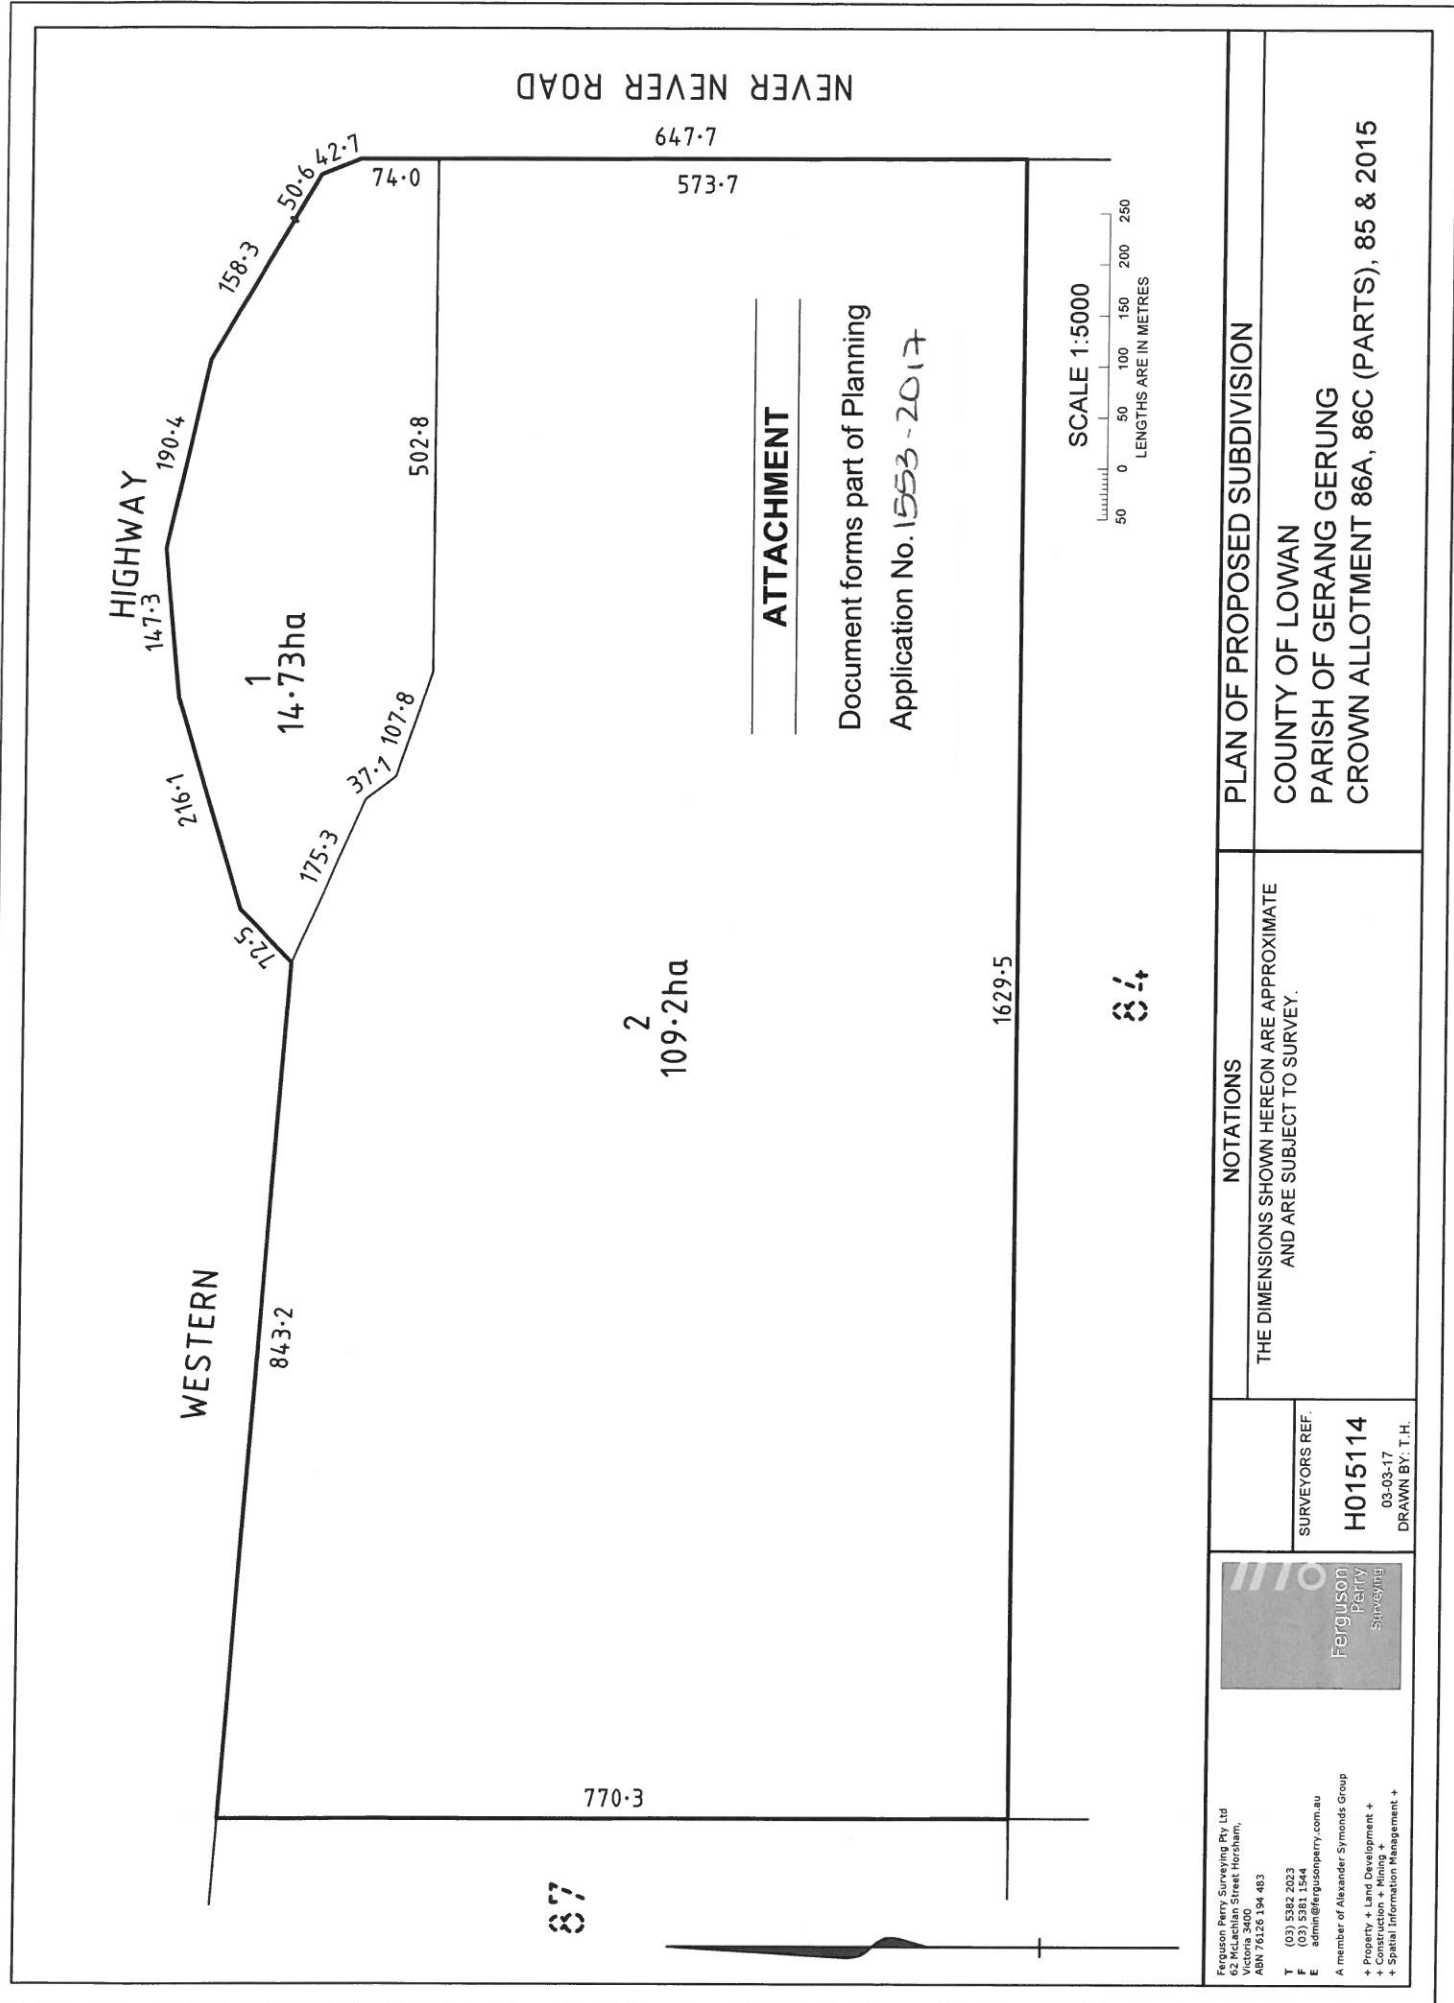 WESTERN
HIGHWAY
NEVER NEVER ROAD
843·2
72·5
216·1
147·3
190·4
158·3
50·6
42·7
74·0
647·7
573·7
1
14·73ha
175·3
37·1
107·8
502·8
2
109·2ha
770·3
1629·5
87
84
ATTACHMENT
Document forms part of Planning
Application No. 1553-2017
SCALE 1:5000
50 0 50 100 150 200 250
LENGTHS ARE IN METRES
Ferguson Perry Surveying Pty Ltd
62 McLachlan Street Horsham,
Victoria 3400
ABN 76126 194 483
T (03) 5382 2023
F (03) 5381 1544
E admin@fergusonperry.com.au
A member of Alexander Symonds Group
+ Property + Land Development +
+ Construction + Mining +
+ Spatial Information Management +
Ferguson
Perry
Surveying
SURVEYORS REF.
H015114
03-03-17
DRAWN BY: T.H.
NOTATIONS
THE DIMENSIONS SHOWN HEREON ARE APPROXIMATE
AND ARE SUBJECT TO SURVEY.
PLAN OF PROPOSED SUBDIVISION
COUNTY OF LOWAN
PARISH OF GERANG GERUNG
CROWN ALLOTMENT 86A, 86C (PARTS), 85 & 2015